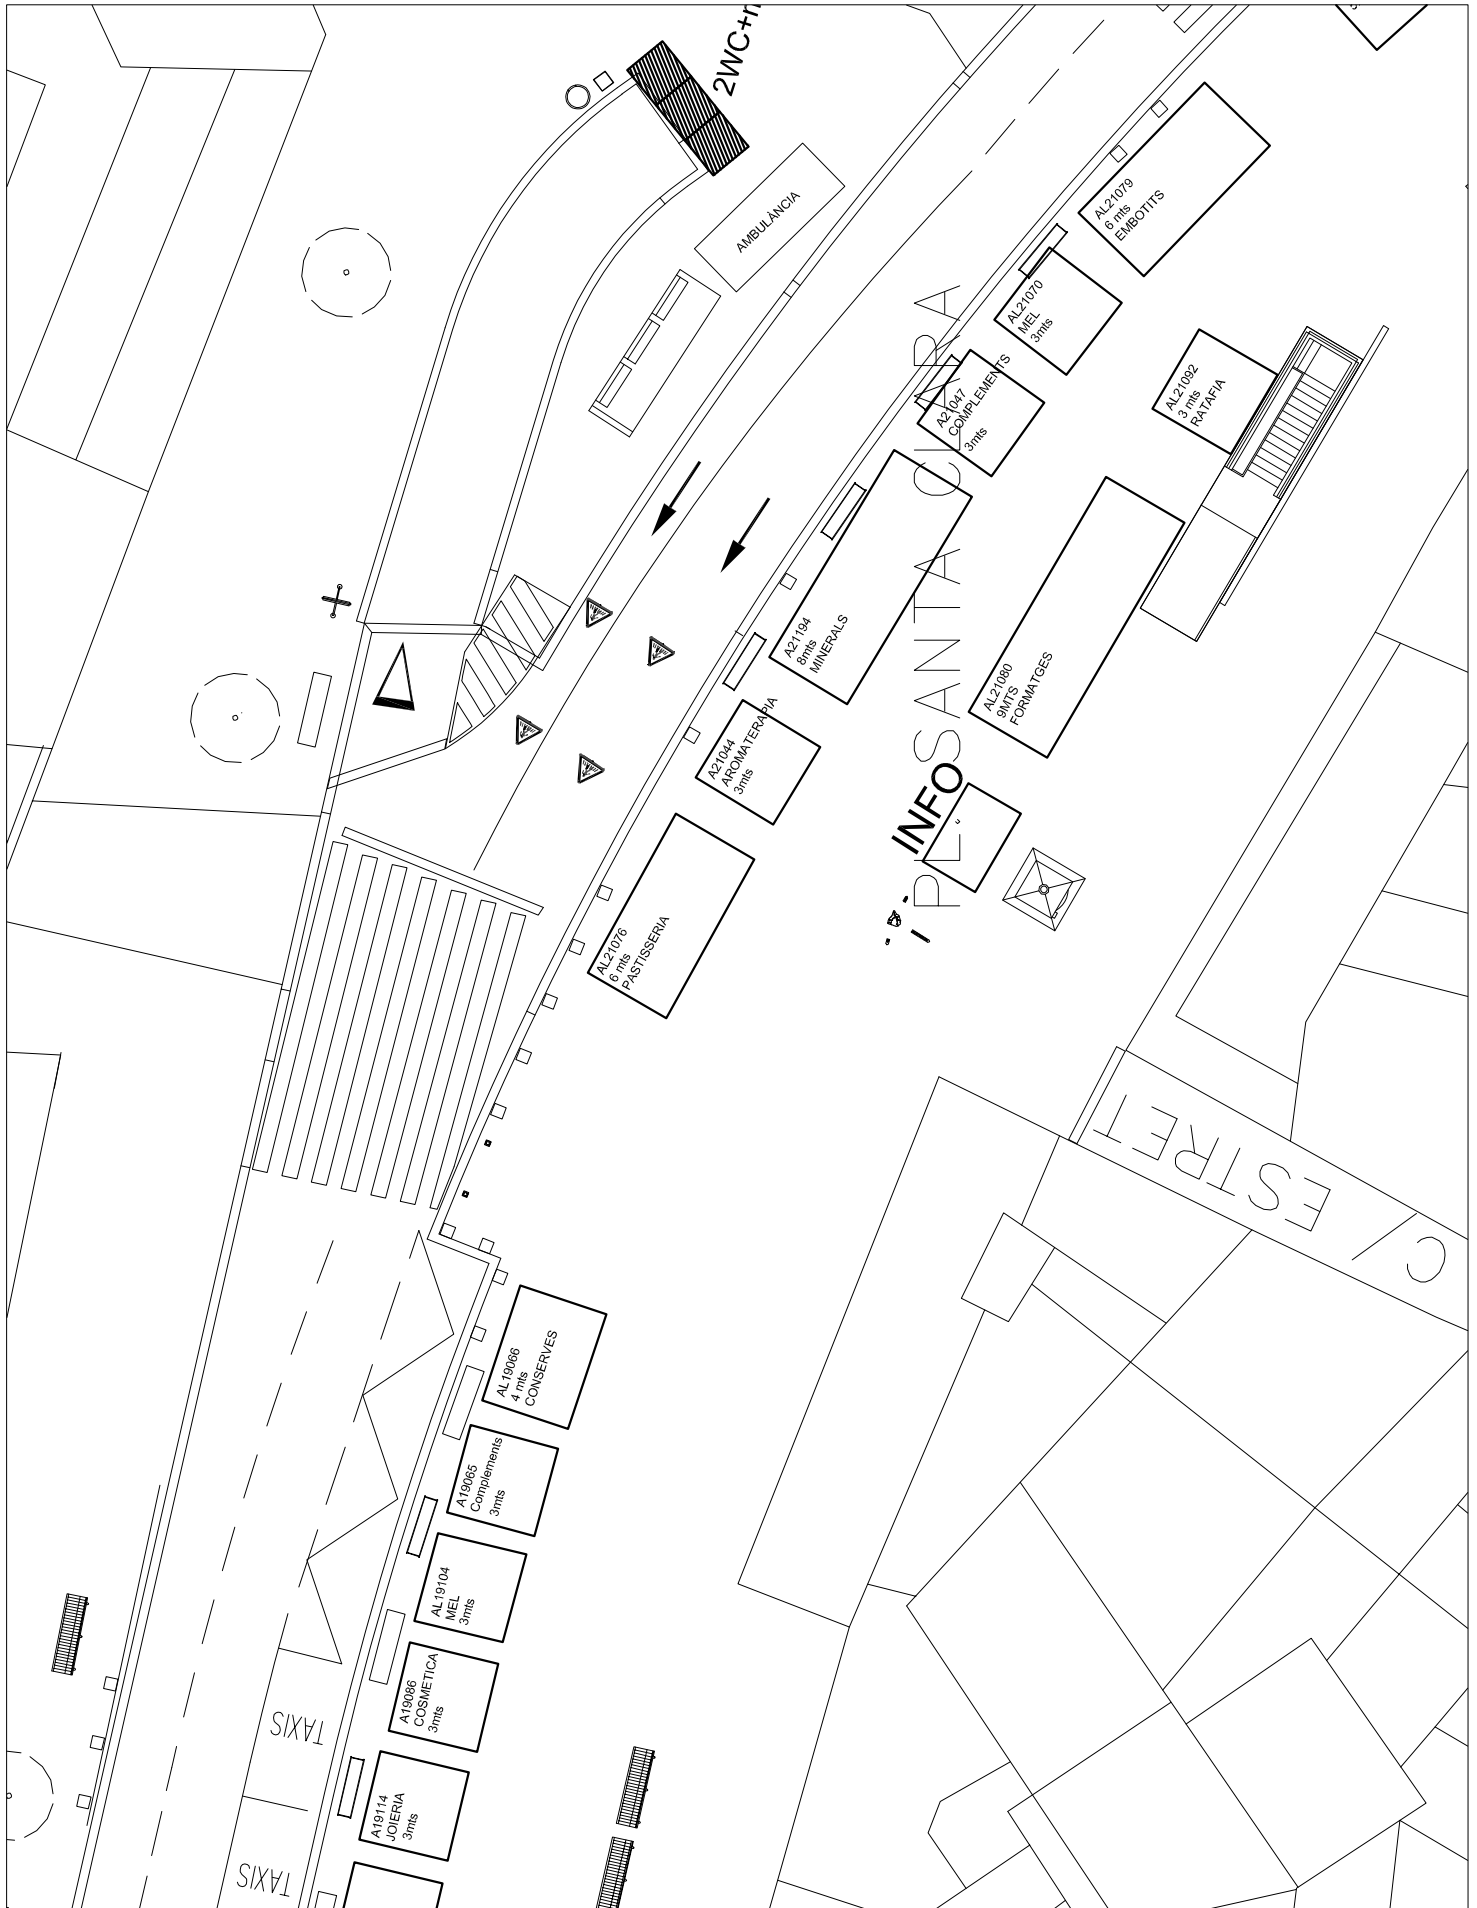 2WC+
AMBULÀNCIA
AL21079
6 mts
EMBOTITS
AL21070
MEL
3mts
A21047
COMPLEMENTS
3mts
AL21092
3 mts
RATAFIA
A21194
8mts
MINERALS
AL21080
9MTS
FORMATGES
A21044
AROMATERAPIA
3mts
PL. SANTA CLARA
INFO
AL21076
6 mts
PASTISSERIA
C/ ESTRET
AL19066
4 mts
CONSERVES
A19065
Complements
3mts
AL19104
MEL
3mts
A19086
COSMETICA
3mts
TAXIS
A19114
JOIERIA
3mts
TAXIS